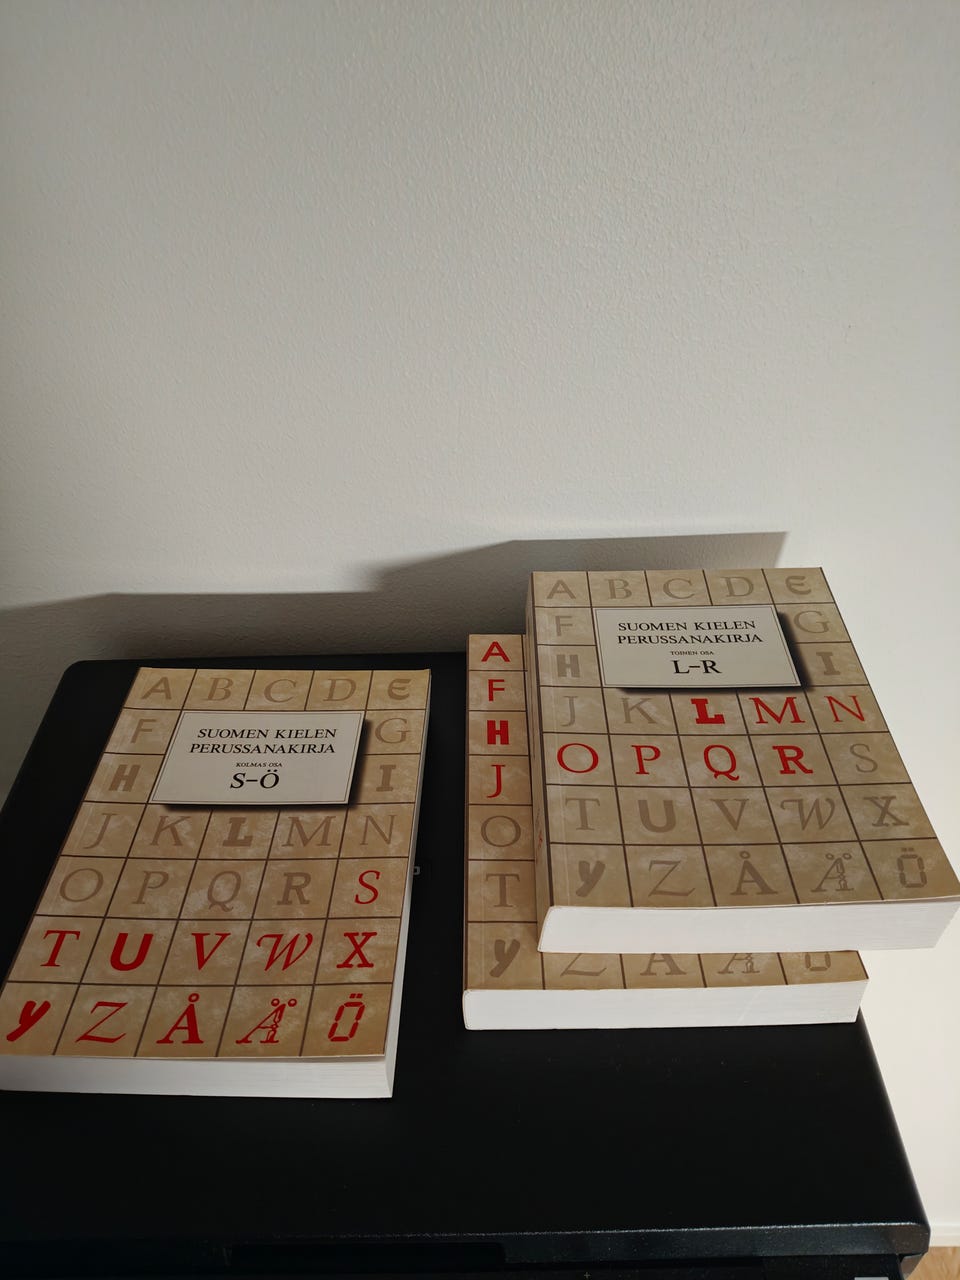 A B C D E
F G
H I
J K L M N
O P Q R S
T U V W X
Y Z Å Ä Ö
SUOMEN KIELEN
PERUSSANAKIRJA
KOLMAS OSA
S–Ö
A
F
H
J
O
T
Y Z Å Ä Ö
A B C D E
F G
H I
J K L M N
O P Q R S
T U V W X
Y Z Å Ä Ö
SUOMEN KIELEN
PERUSSANAKIRJA
TOINEN OSA
L–R